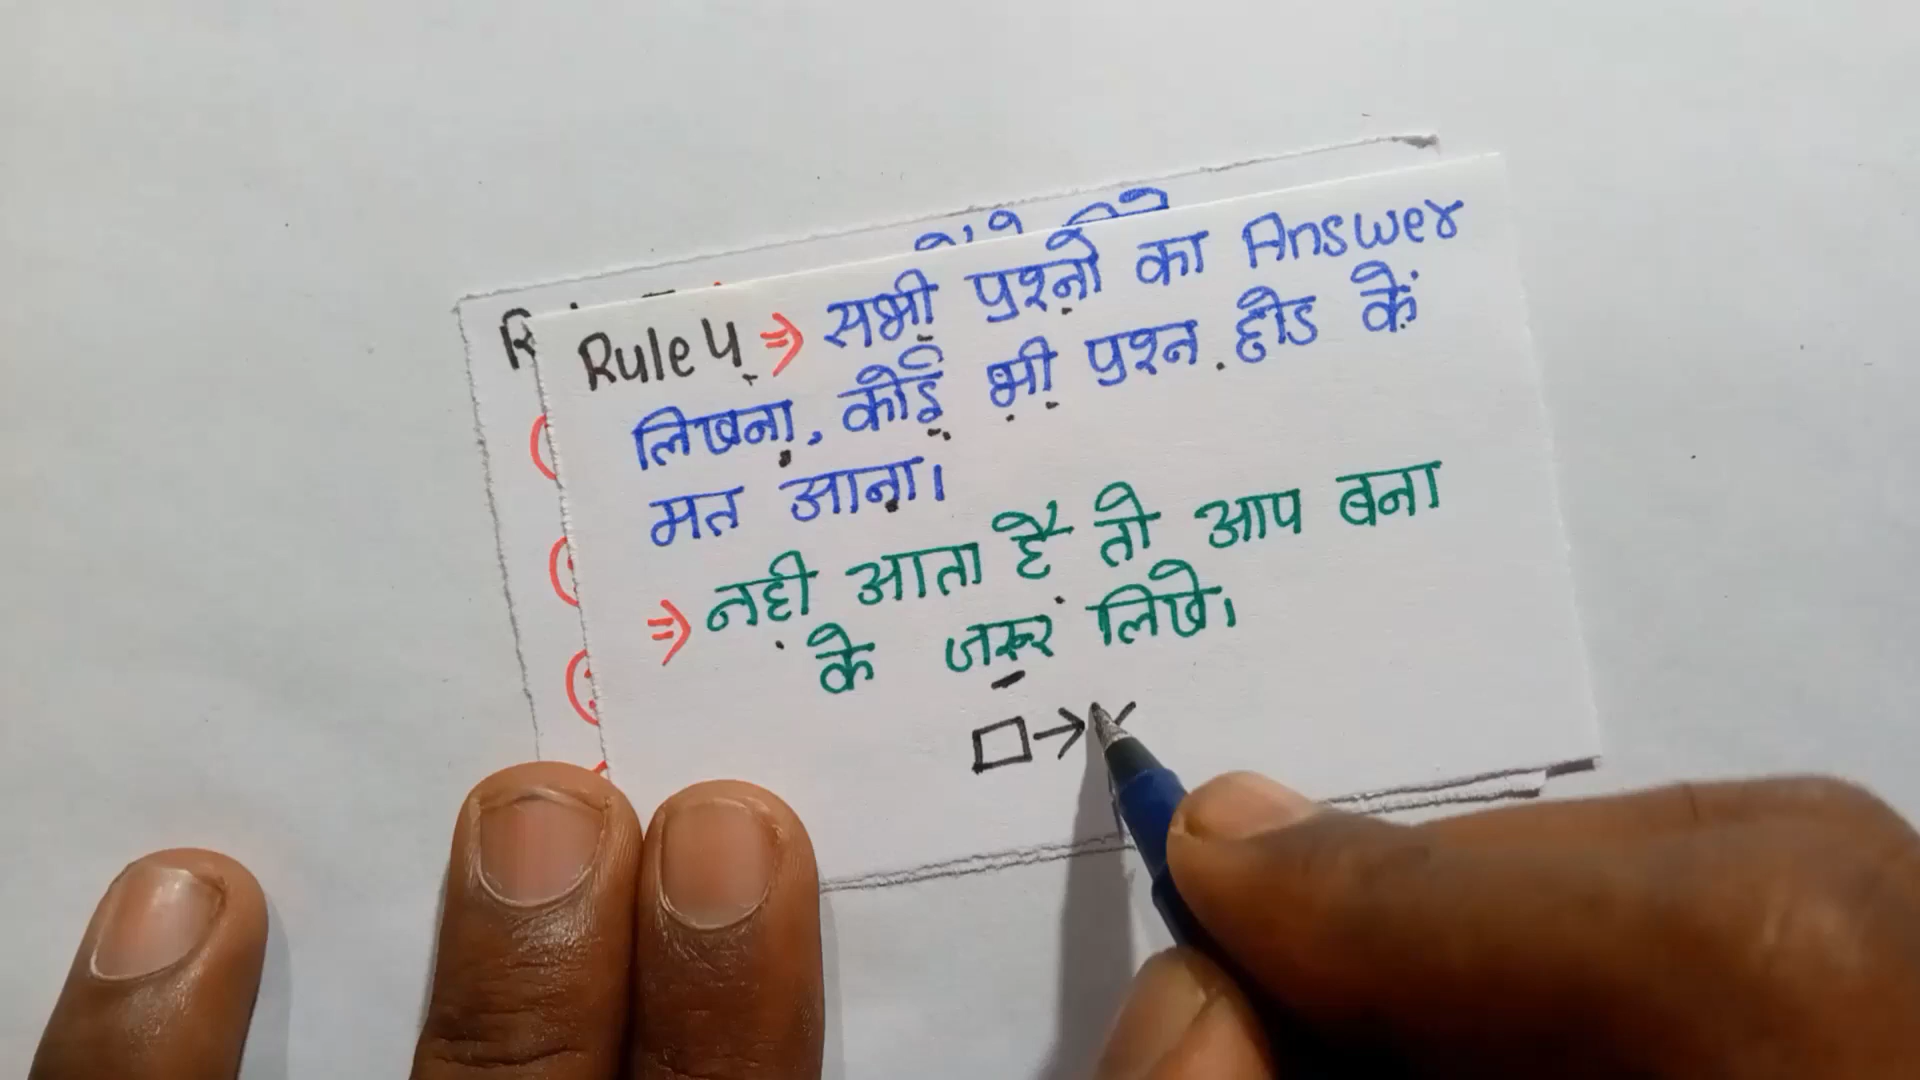 Rule 4 ⇒ सभी प्रश्नो का Answer
लिखना, कोई भी प्रश्न छोड कें
मत आना।
⇒ नही आता है तो आप बना
के जरूर लिखे।